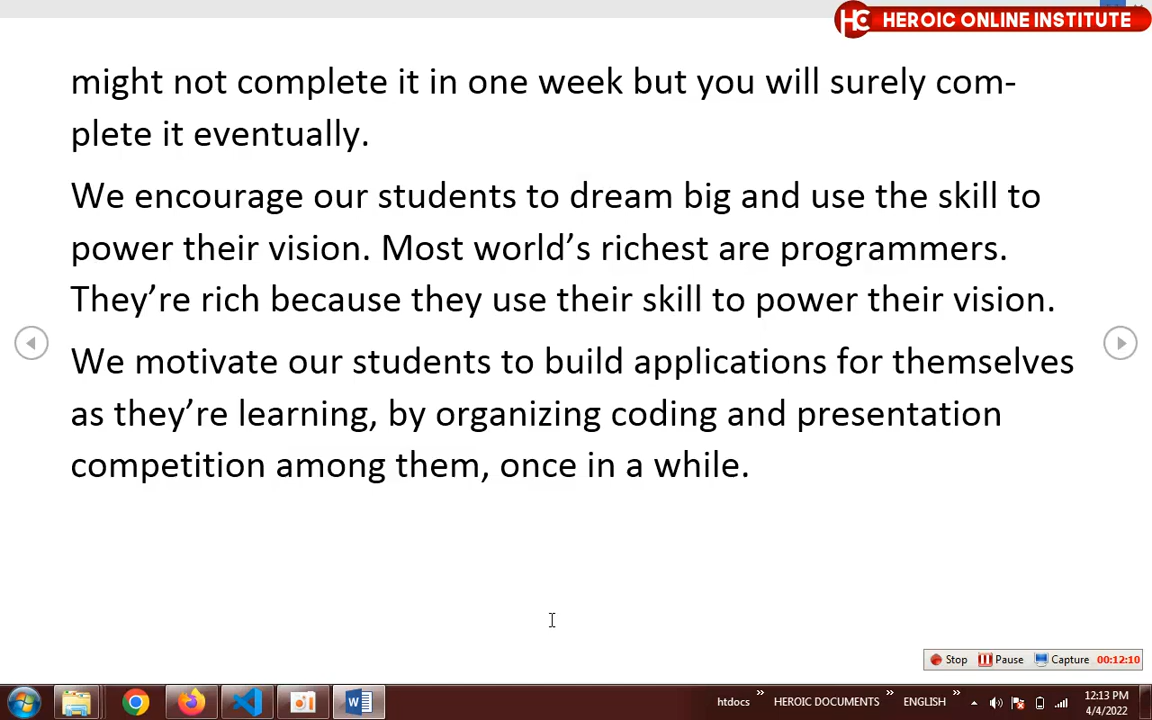 HC HEROIC ONLINE INSTITUTE
might not complete it in one week but you will surely com-
plete it eventually.
We encourage our students to dream big and use the skill to
power their vision. Most world’s richest are programmers.
They’re rich because they use their skill to power their vision.
We motivate our students to build applications for themselves
as they’re learning, by organizing coding and presentation
competition among them, once in a while.
Stop Pause Capture 00:12:10
htdocs » HEROIC DOCUMENTS » ENGLISH » 12:13 PM
4/4/2022